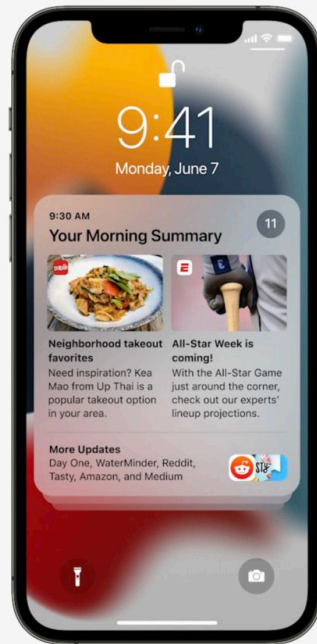 9:41
Monday, June 7
9:30 AM
11
Your Morning Summary
Neighborhood takeout
favorites
Need inspiration? Kea
Mao from Up Thai is a
popular takeout option
in your area.
All-Star Week is
coming!
With the All-Star Game
just around the corner,
check out our experts'
lineup projections.
More Updates
Day One, WaterMinder, Reddit,
Tasty, Amazon, and Medium